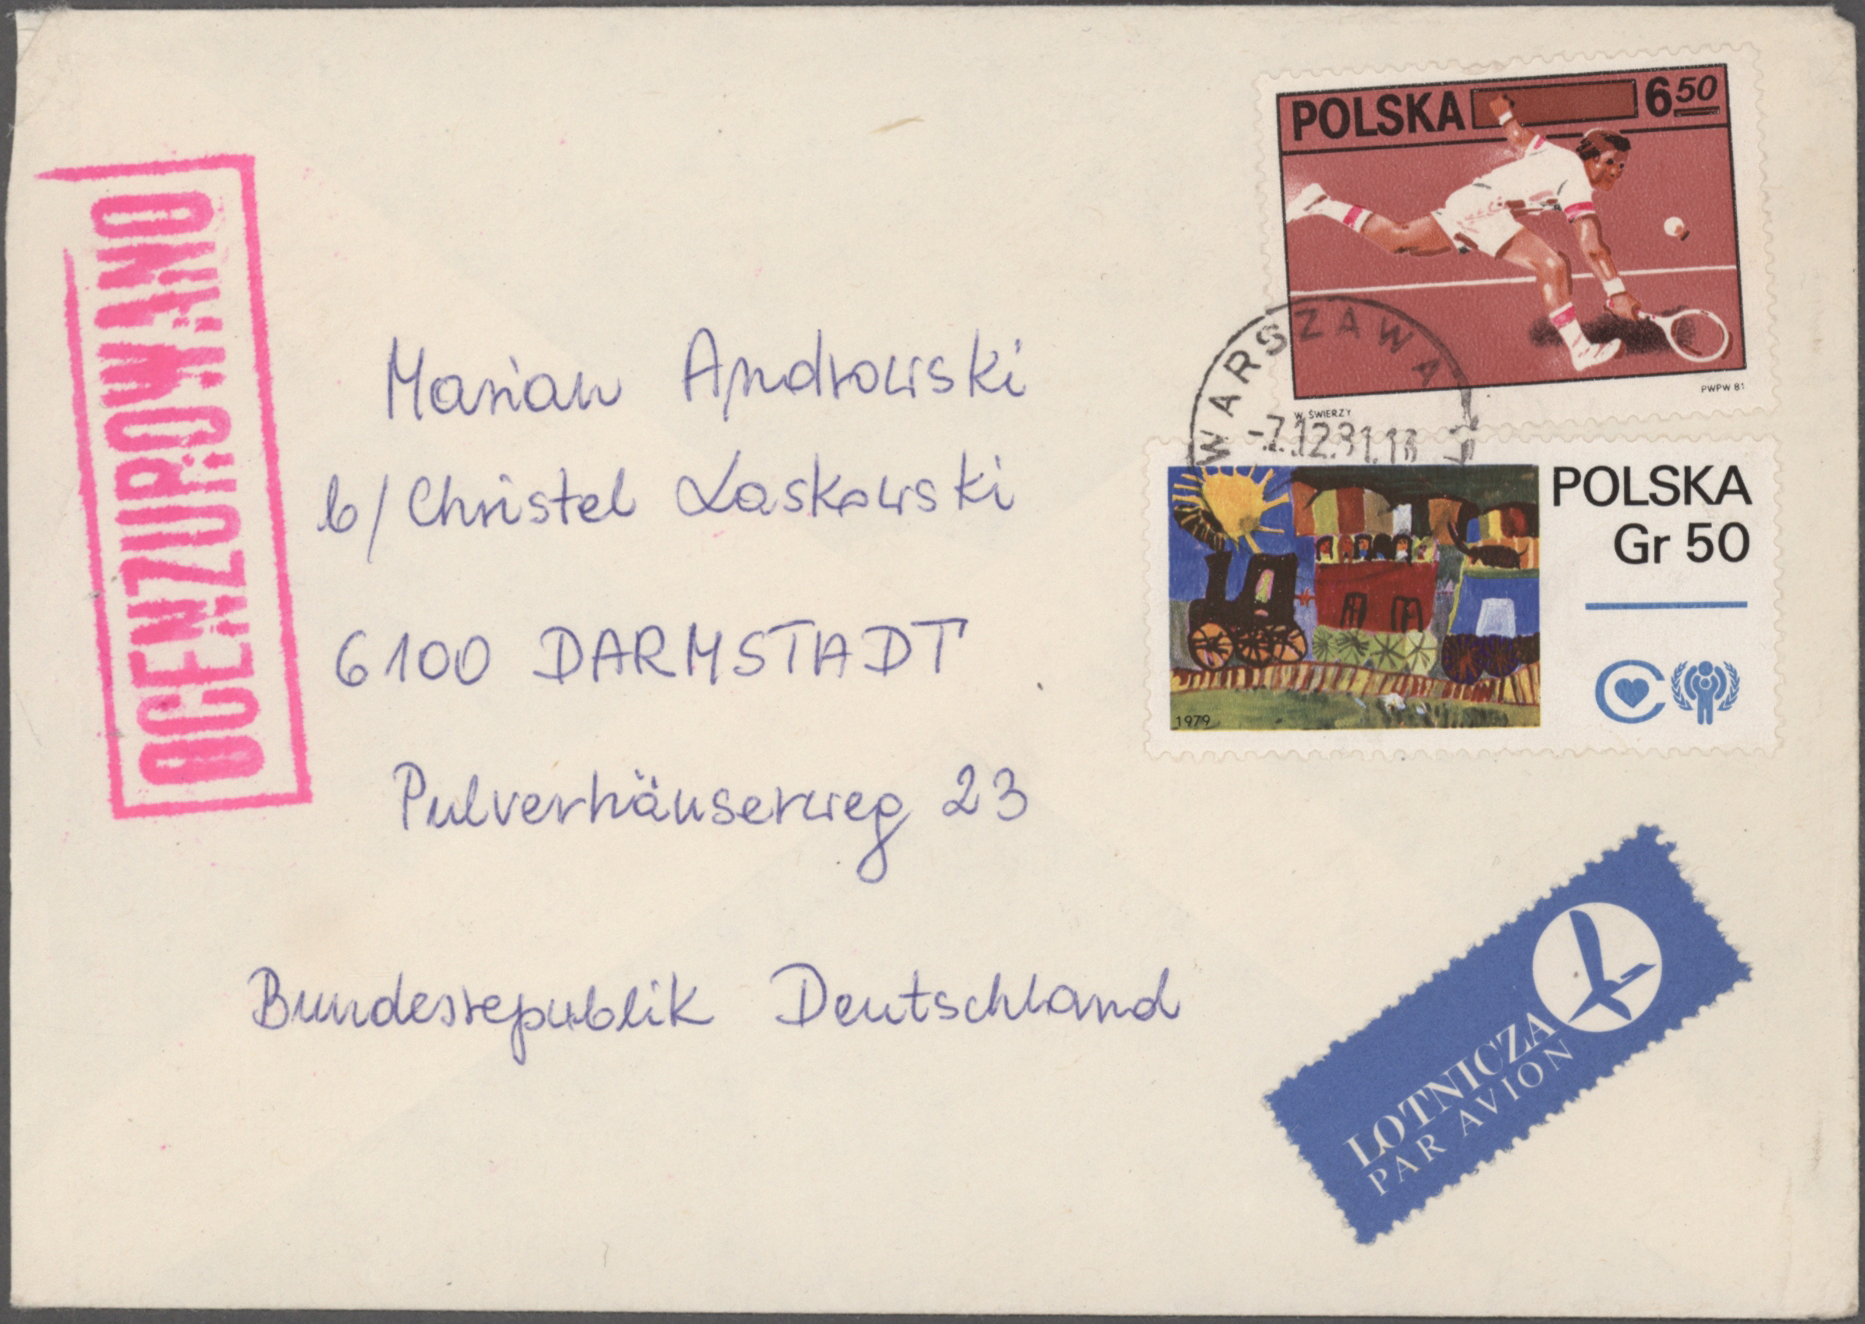 POLSKA 6 50
W. ŚWIERZY
PWPW 81
WARSZAWA
-7.12.81.18
POLSKA
Gr 50
1979
OCENZUROWANO
Marian Androwski
b/Christel Laskowski
6100 DARMSTADT
Pulverhäuserweg 23
Bundesrepublik Deutschland
LOTNICZA
PAR AVION